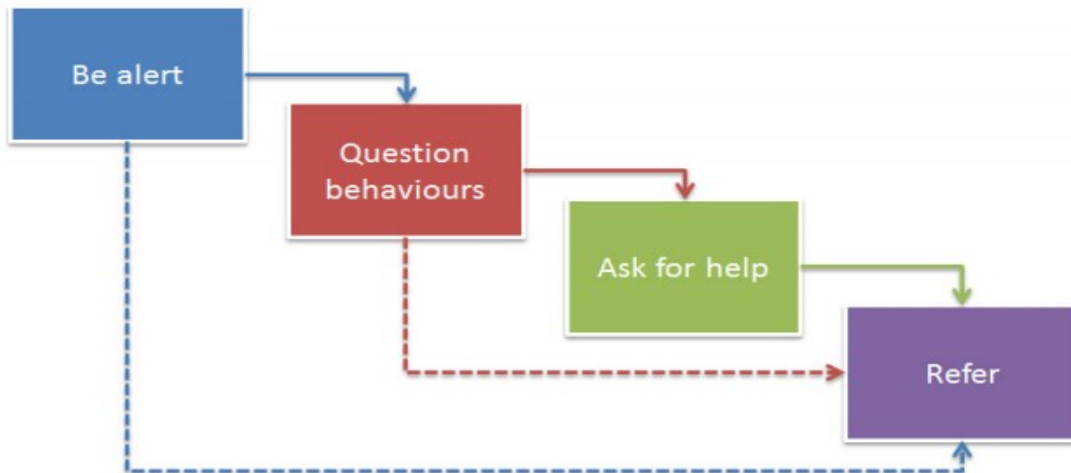 Be alert
Question
behaviours
Ask for help
Refer